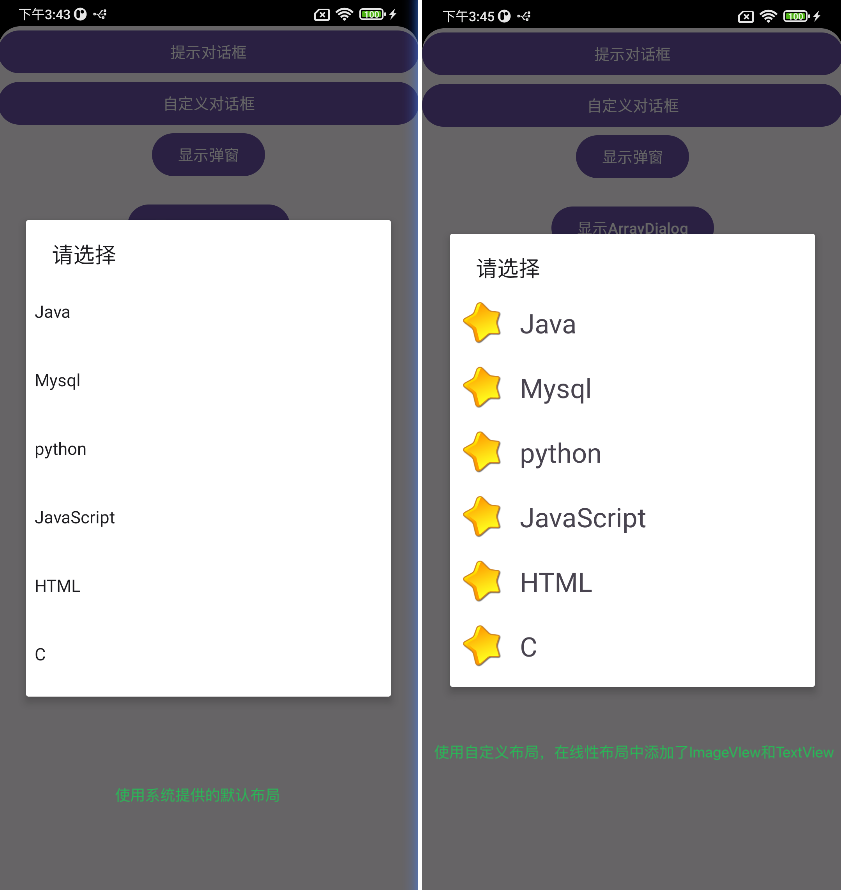 下午3:43
100
提示对话框
自定义对话框
显示弹窗
请选择
Java
Mysql
python
JavaScript
HTML
C
使用系统提供的默认布局
下午3:45
100
提示对话框
自定义对话框
显示弹窗
显示ArrayDialog
请选择
Java
Mysql
python
JavaScript
HTML
C
使用自定义布局，在线性布局中添加了ImageVIew和TextView